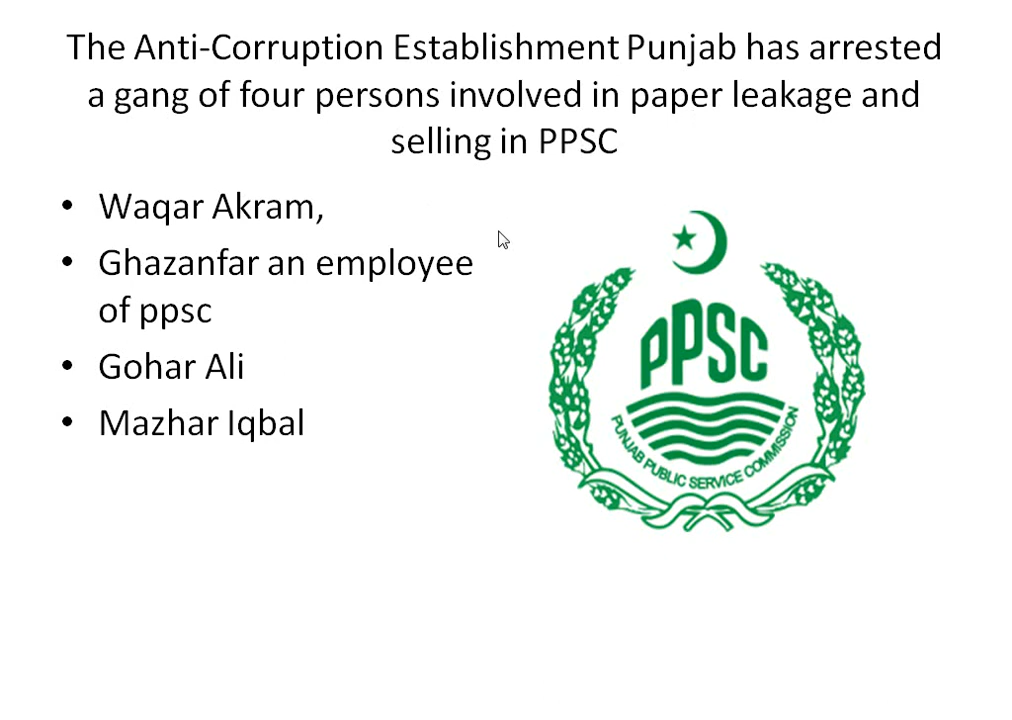 The Anti-Corruption Establishment Punjab has arrested
a gang of four persons involved in paper leakage and
selling in PPSC
• Waqar Akram,
• Ghazanfar an employee
of ppsc
• Gohar Ali
• Mazhar Iqbal
PPSC
PUNJAB PUBLIC SERVICE COMMISSION